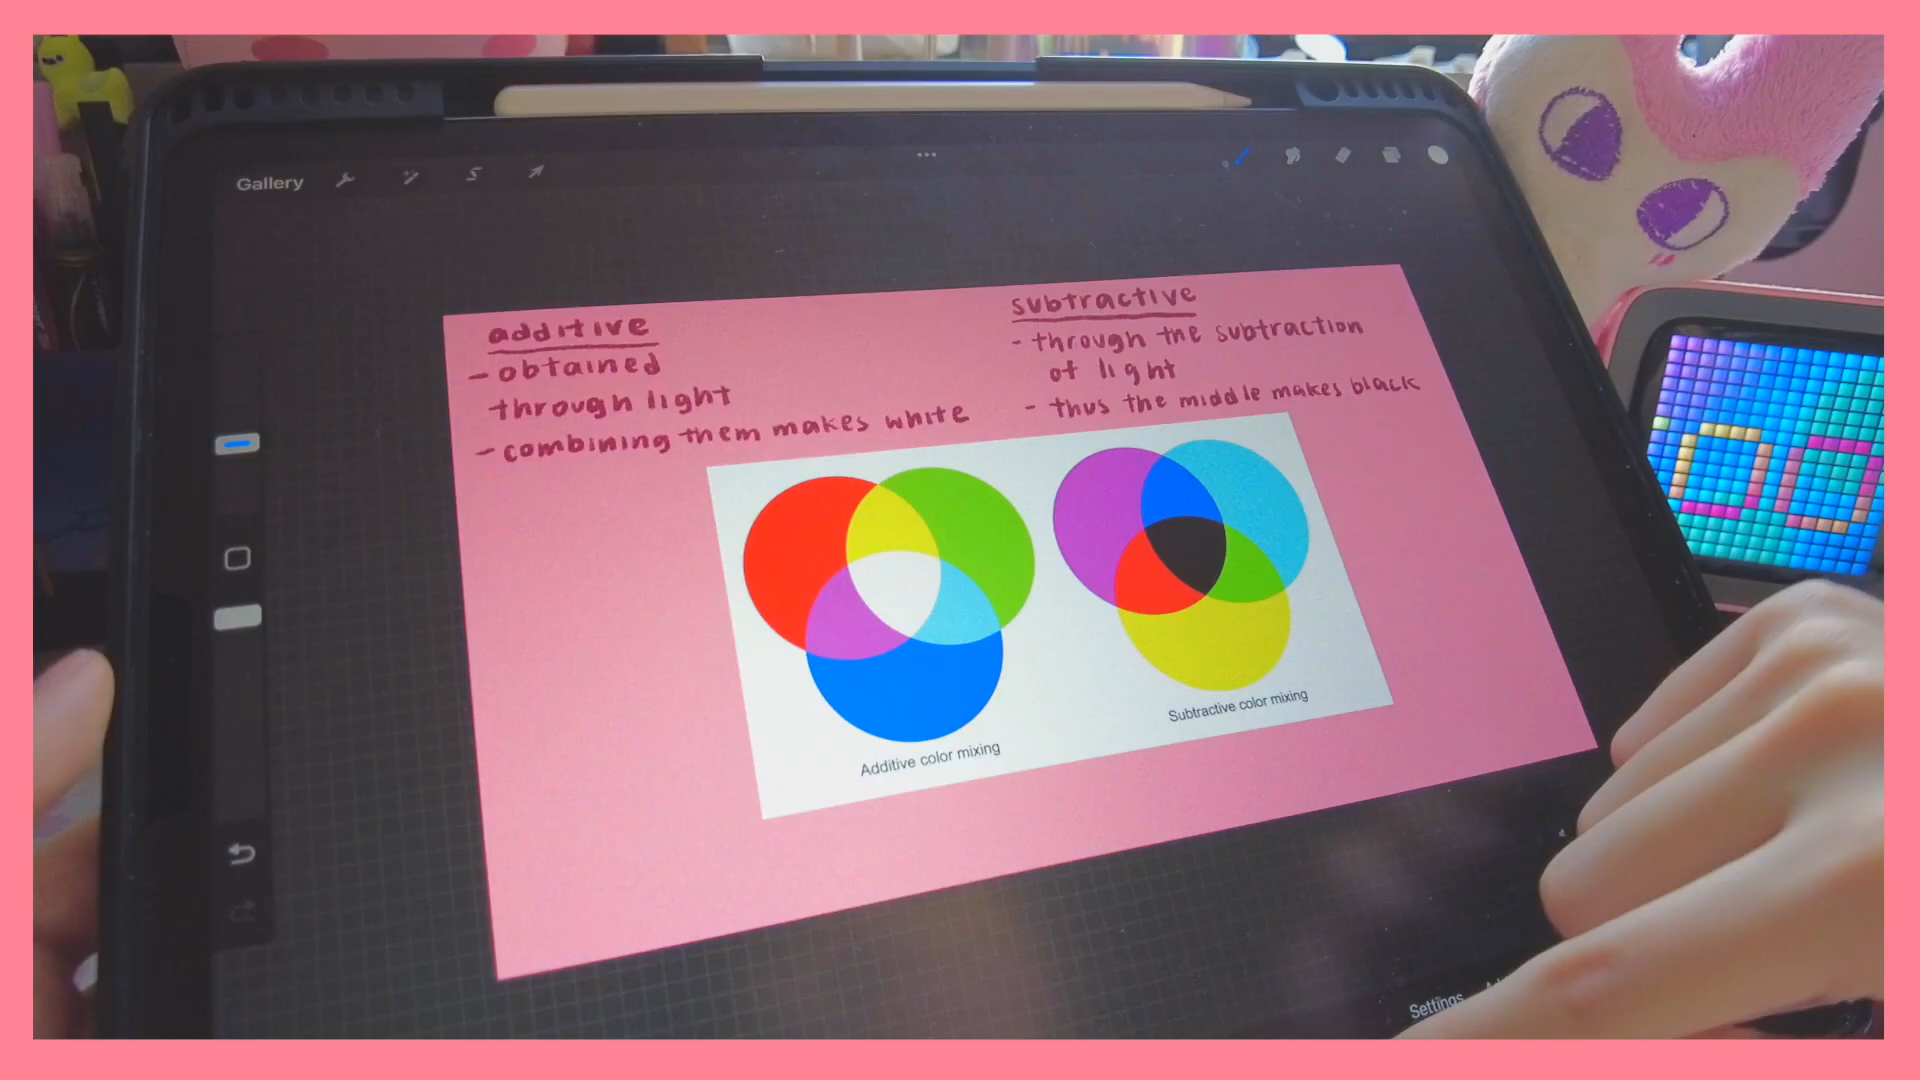 Gallery
additive
- obtained
through light
- combining them makes white
subtractive
- through the subtraction
of light
- thus the middle makes black
Additive color mixing
Subtractive color mixing
Settings